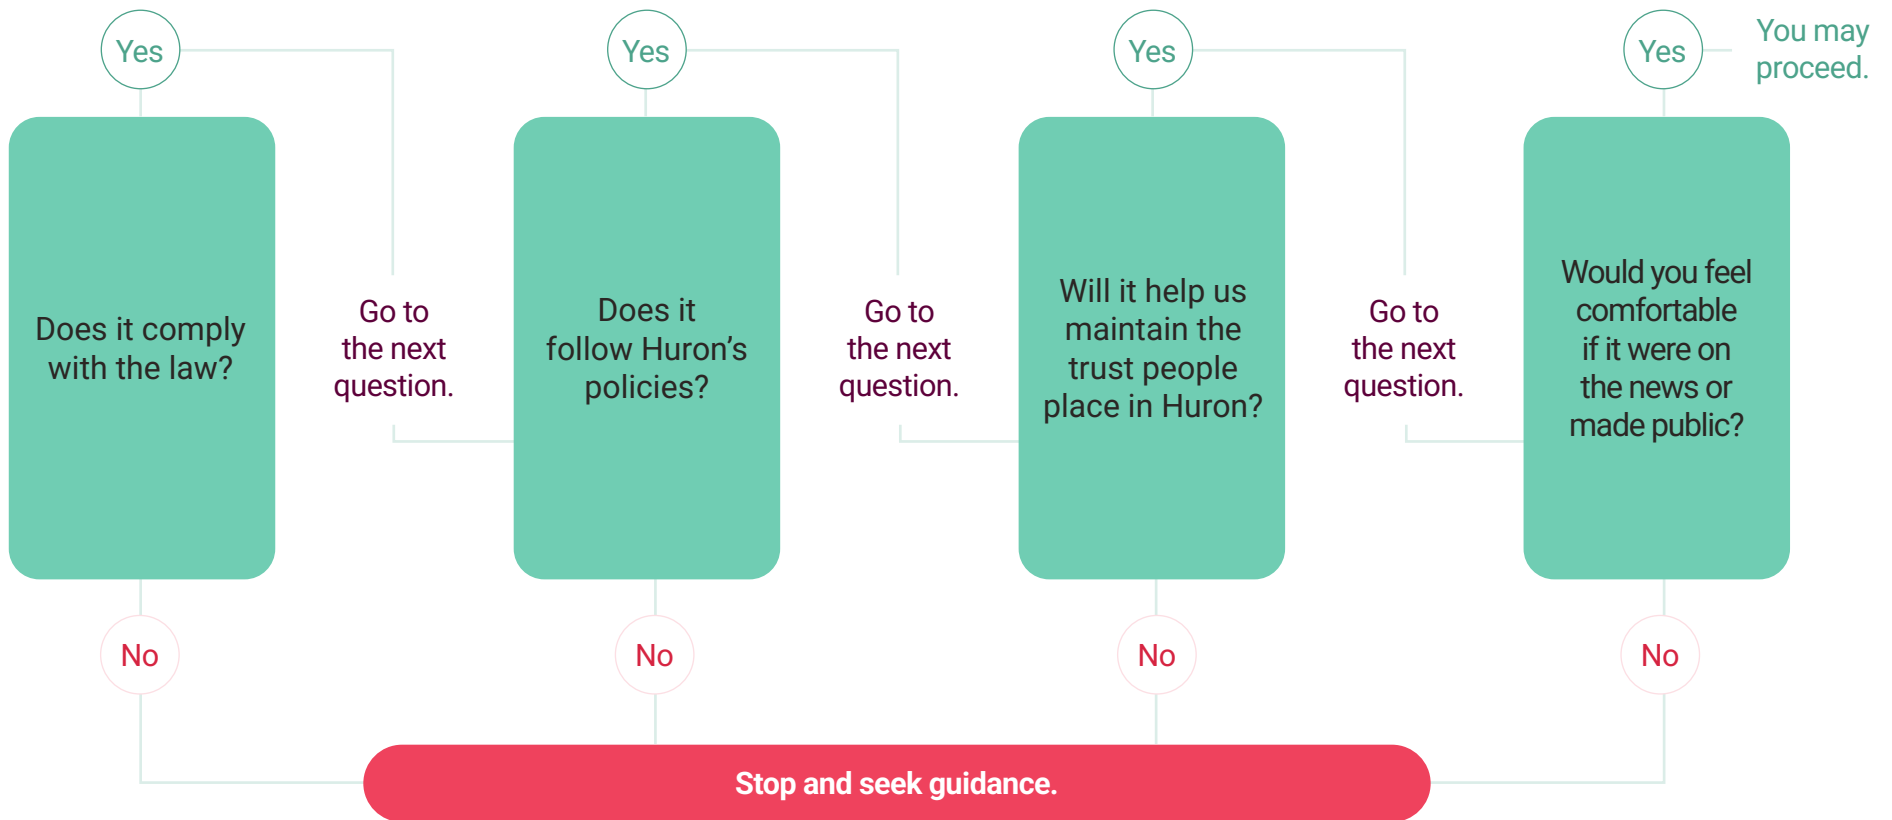 Yes
Yes
Yes
Yes
You may
proceed.
Does it comply
with the law?
Go to
the next
question.
Does it
follow Huron’s
policies?
Go to
the next
question.
Will it help us
maintain the
trust people
place in Huron?
Go to
the next
question.
Would you feel
comfortable
if it were on
the news or
made public?
No
No
No
No
Stop and seek guidance.